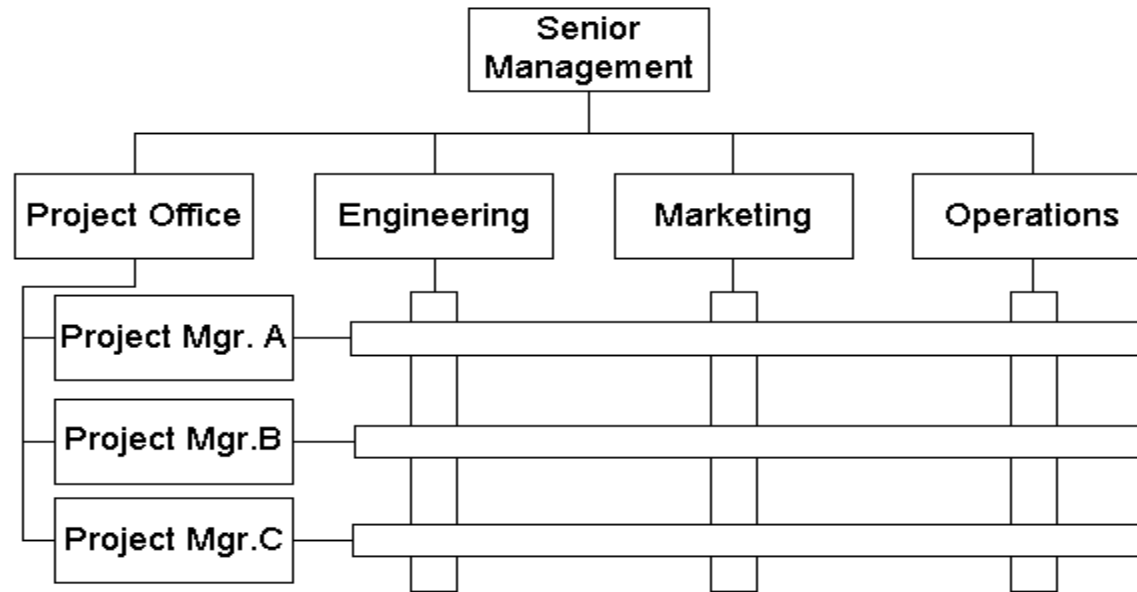 Senior
Management
Project Office
Engineering
Marketing
Operations
Project Mgr. A
Project Mgr.B
Project Mgr.C